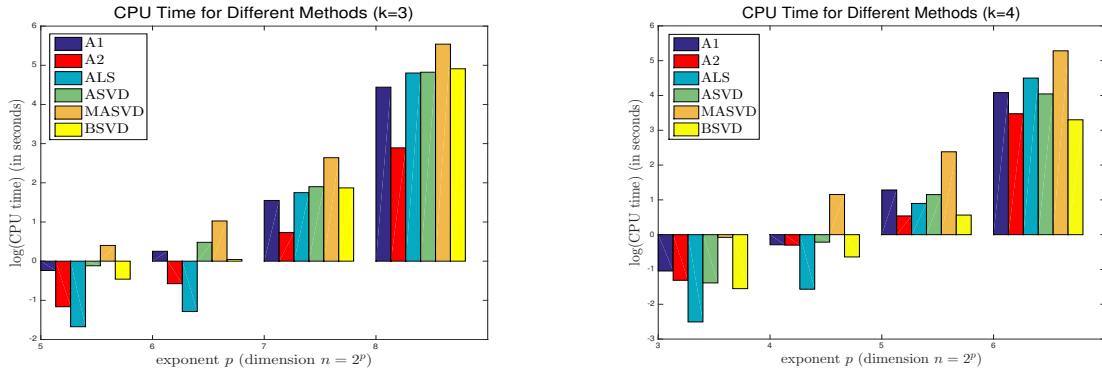 CPU Time for Different Methods (k=3)
6
5
4
3
2
1
0
-1
-2
log(CPU time) (in seconds)
A1
A2
ALS
ASVD
MASVD
BSVD
5 6 7 8
exponent p (dimension n = 2^p)
CPU Time for Different Methods (k=4)
6
5
4
3
2
1
0
-1
-2
-3
log(CPU time) (in seconds)
A1
A2
ALS
ASVD
MASVD
BSVD
3 4 5 6
exponent p (dimension n = 2^p)